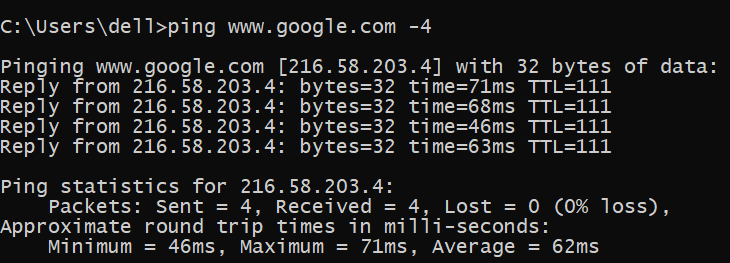 C:\Users\dell>ping www.google.com -4
Pinging www.google.com [216.58.203.4] with 32 bytes of data:
Reply from 216.58.203.4: bytes=32 time=71ms TTL=111
Reply from 216.58.203.4: bytes=32 time=68ms TTL=111
Reply from 216.58.203.4: bytes=32 time=46ms TTL=111
Reply from 216.58.203.4: bytes=32 time=63ms TTL=111
Ping statistics for 216.58.203.4:
    Packets: Sent = 4, Received = 4, Lost = 0 (0% loss),
Approximate round trip times in milli-seconds:
    Minimum = 46ms, Maximum = 71ms, Average = 62ms